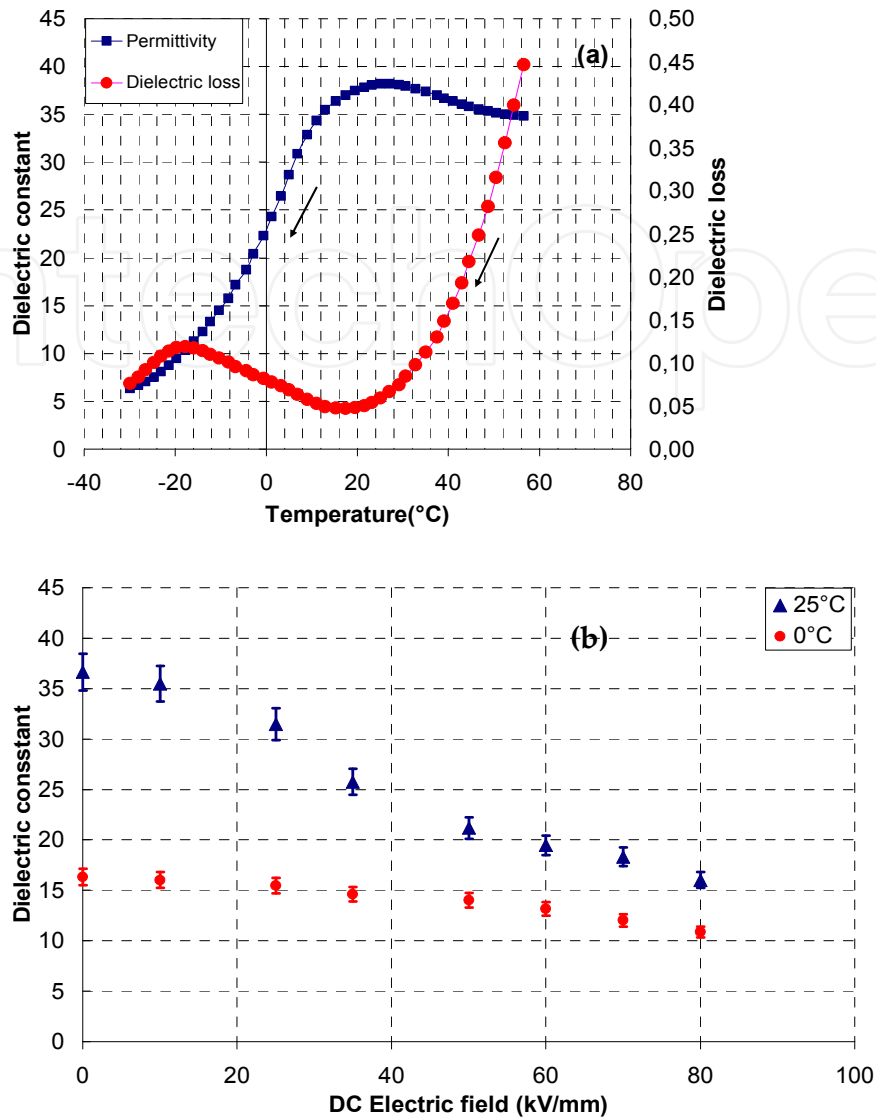 (a)
Permittivity
Dielectric loss
Dielectric constant
45
40
35
30
25
20
15
10
5
0
0,50
0,45
0,40
0,35
0,30
0,25
0,20
0,15
0,10
0,05
0,00
Dielectric loss
-40 -20 0 20 40 60 80
Temperature(°C)
ntechOpe
(b)
25°C
0°C
Dielectric consstant
45
40
35
30
25
20
15
10
5
0
0 20 40 60 80 100
DC Electric field (kV/mm)